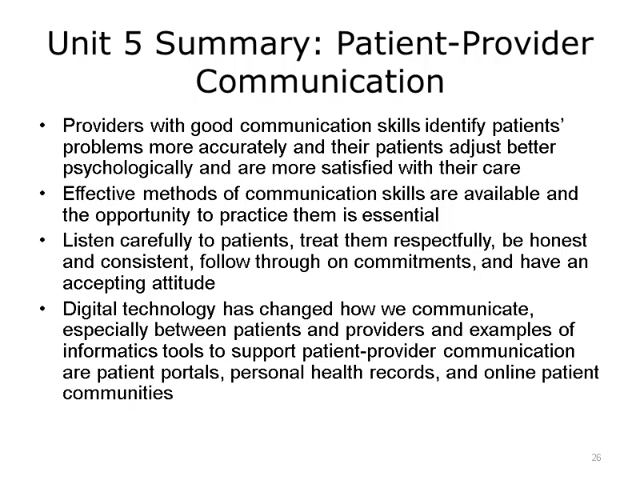 Unit 5 Summary: Patient-Provider
Communication
• Providers with good communication skills identify patients’
problems more accurately and their patients adjust better
psychologically and are more satisfied with their care
• Effective methods of communication skills are available and
the opportunity to practice them is essential
• Listen carefully to patients, treat them respectfully, be honest
and consistent, follow through on commitments, and have an
accepting attitude
• Digital technology has changed how we communicate,
especially between patients and providers and examples of
informatics tools to support patient-provider communication
are patient portals, personal health records, and online patient
communities
26